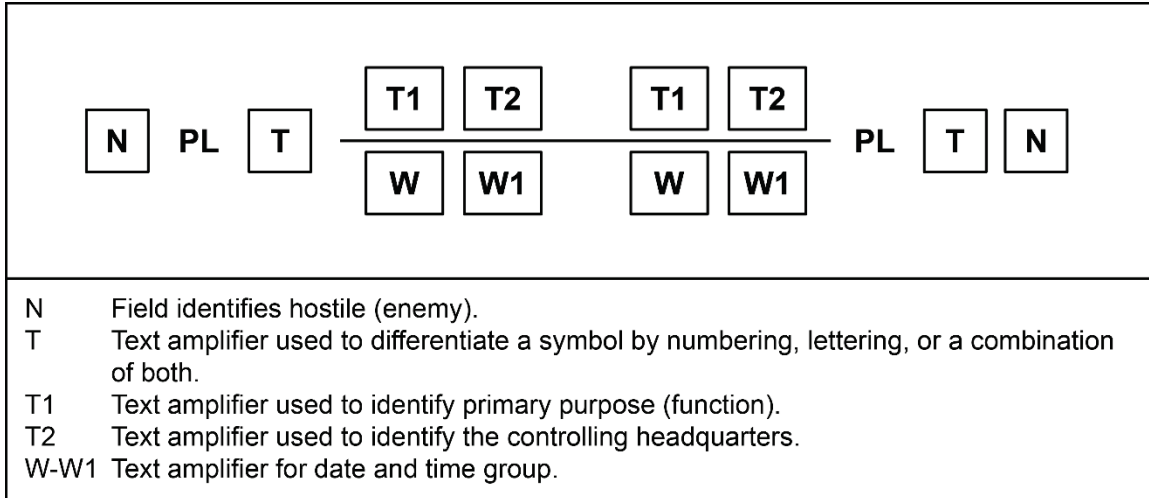 T1 T2 T1 T2
N PL T PL T N
W W1 W W1
N Field identifies hostile (enemy).
T Text amplifier used to differentiate a symbol by numbering, lettering, or a combination
of both.
T1 Text amplifier used to identify primary purpose (function).
T2 Text amplifier used to identify the controlling headquarters.
W-W1 Text amplifier for date and time group.